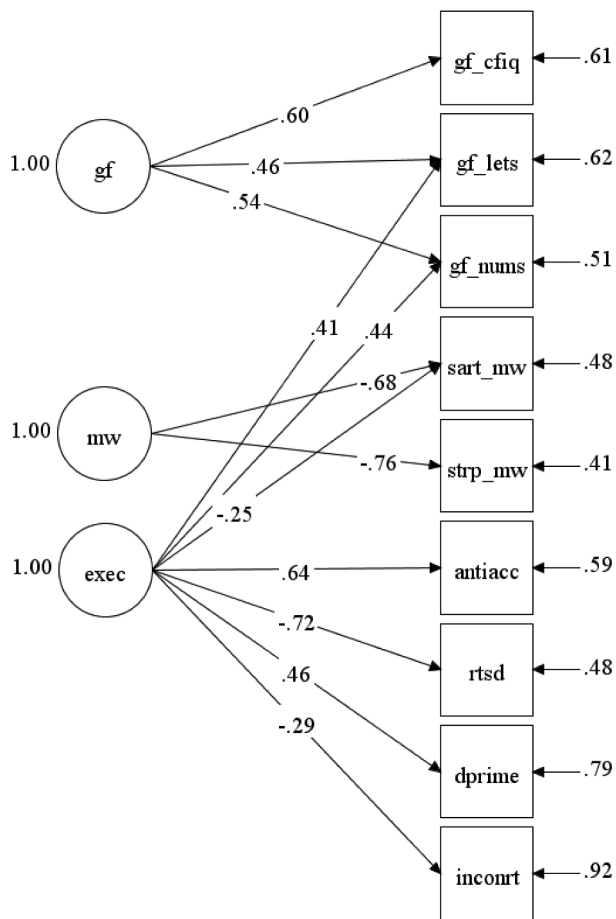 gf_cfiq
.61
.60
1.00
gf
.46
gf_lets
.62
.54
gf_nums
.51
.41
.44
sart_mw
.48
-.68
1.00
mw
-.76
strp_mw
.41
-.25
1.00
exec
.64
antiacc
.59
-.72
rtsd
.48
.46
-.29
dprime
.79
inconrt
.92